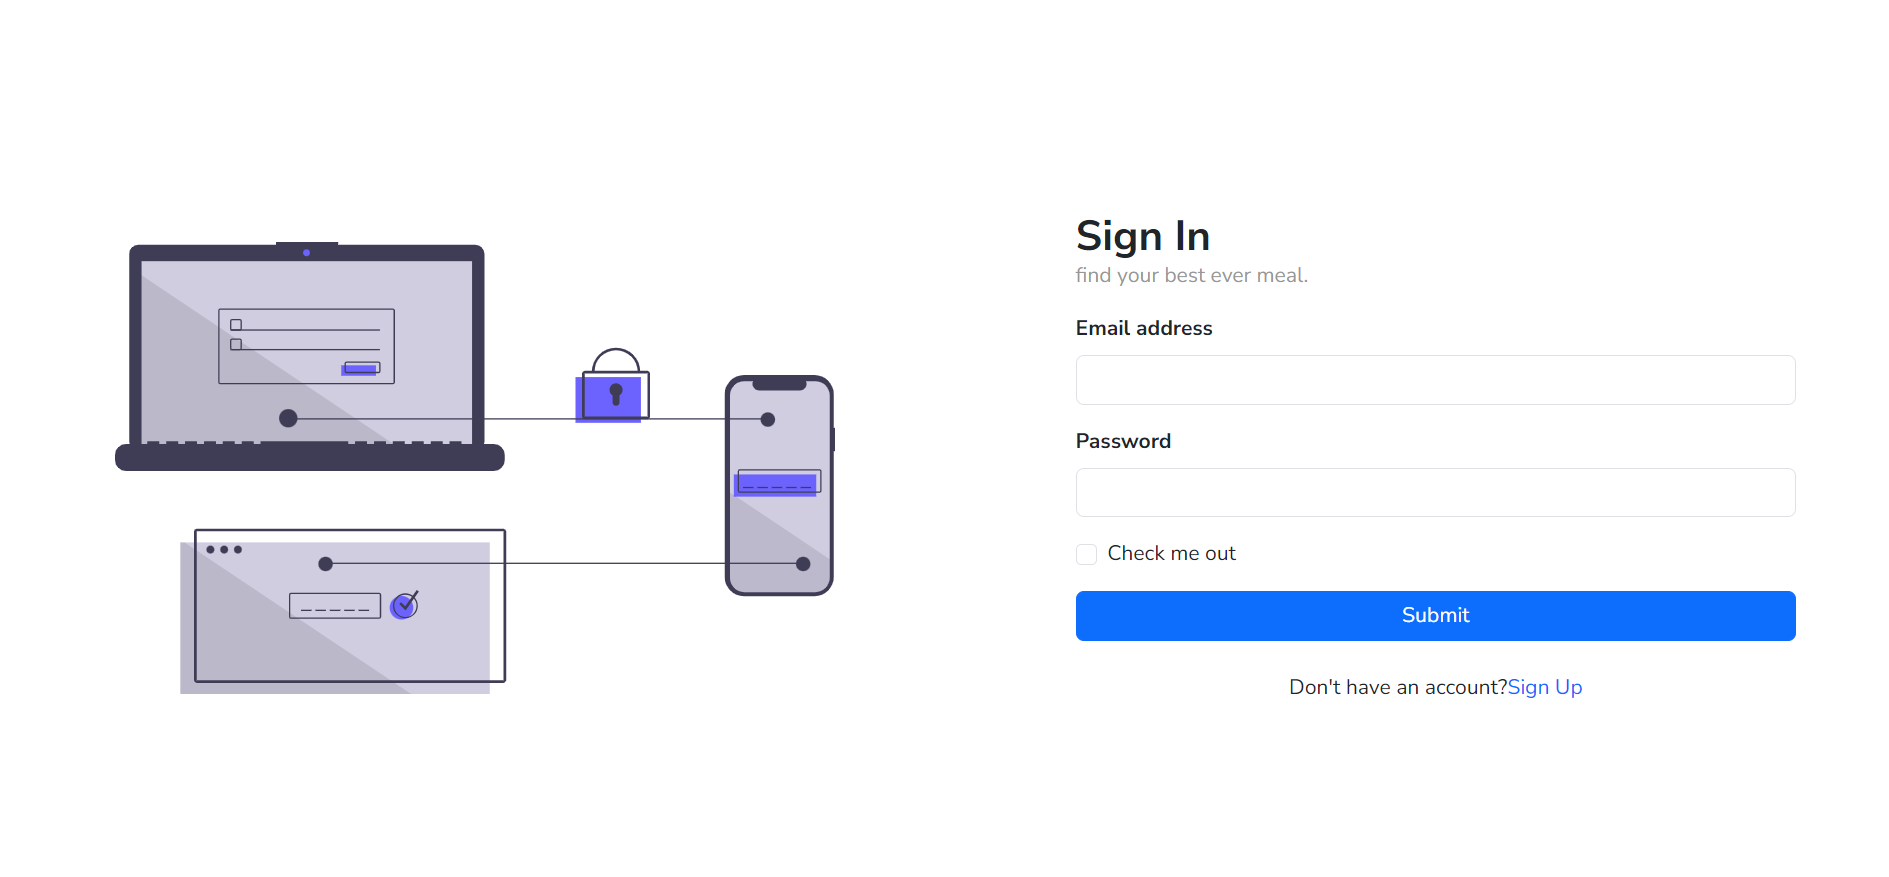 Sign In
find your best ever meal.
Email address
Password
Check me out
Submit
Don't have an account?Sign Up